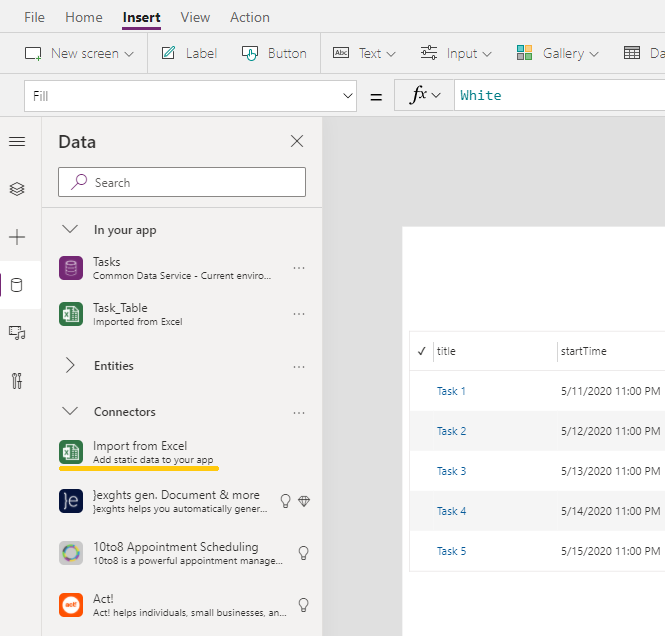 File Home Insert View Action
New screen Label Button Abc Text Input Gallery Da
Fill = fx White
Data
Search
In your app
Tasks
Common Data Service - Current enviro...
Task_Table
Imported from Excel
Entities
Connectors
Import from Excel
Add static data to your app
}exghts gen. Document & more
}exghts helps you automatically gener...
10to8 Appointment Scheduling
10to8 is a powerful appointment manage...
Act!
Act! helps individuals, small businesses, an...
title startTime
Task 1 5/11/2020 11:00 PM
Task 2 5/12/2020 11:00 PM
Task 3 5/13/2020 11:00 PM
Task 4 5/14/2020 11:00 PM
Task 5 5/15/2020 11:00 PM
}e
act!